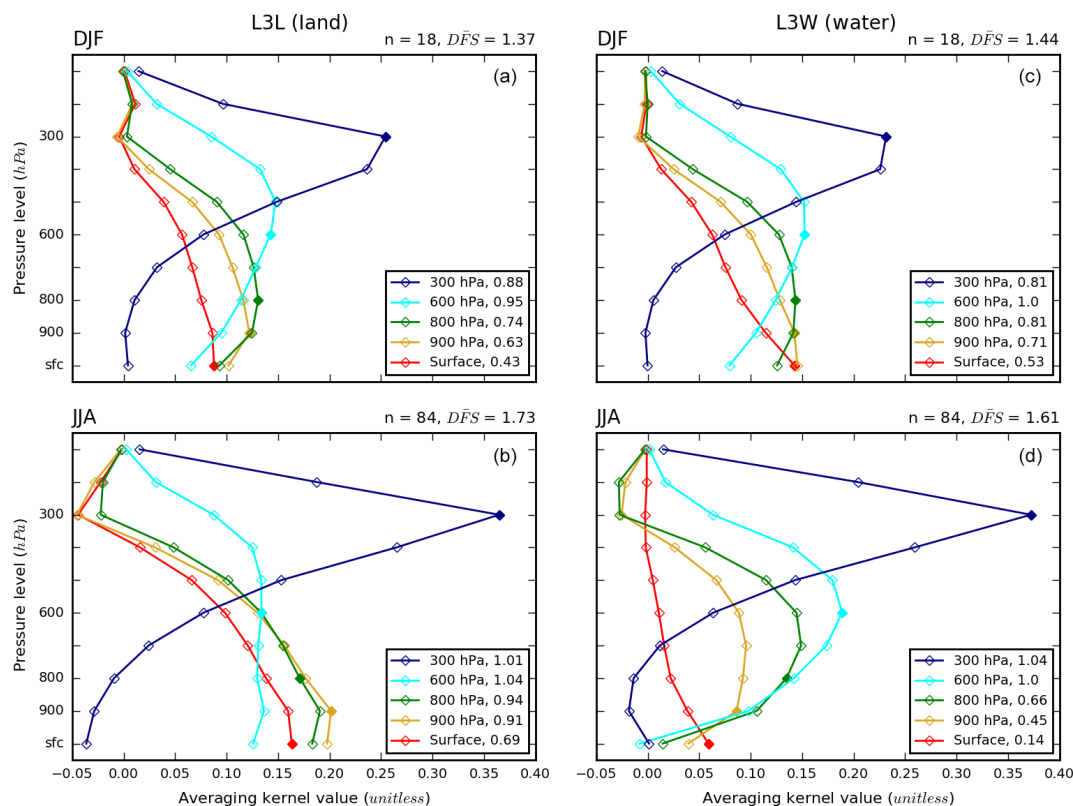 L3L (land)
DJF
n = 18, D̄F̄S̄ = 1.37
(a)
Pressure level (hPa)
300
600
800
900
sfc
300 hPa, 0.88
600 hPa, 0.95
800 hPa, 0.74
900 hPa, 0.63
Surface, 0.43
L3W (water)
DJF
n = 18, D̄F̄S̄ = 1.44
(c)
300 hPa, 0.81
600 hPa, 1.0
800 hPa, 0.81
900 hPa, 0.71
Surface, 0.53
JJA
n = 84, D̄F̄S̄ = 1.73
(b)
Pressure level (hPa)
300
600
800
900
sfc
300 hPa, 1.01
600 hPa, 1.04
800 hPa, 0.94
900 hPa, 0.91
Surface, 0.69
−0.05 0.00 0.05 0.10 0.15 0.20 0.25 0.30 0.35 0.40
Averaging kernel value (unitless)
JJA
n = 84, D̄F̄S̄ = 1.61
(d)
300 hPa, 1.04
600 hPa, 1.0
800 hPa, 0.66
900 hPa, 0.45
Surface, 0.14
−0.05 0.00 0.05 0.10 0.15 0.20 0.25 0.30 0.35 0.40
Averaging kernel value (unitless)